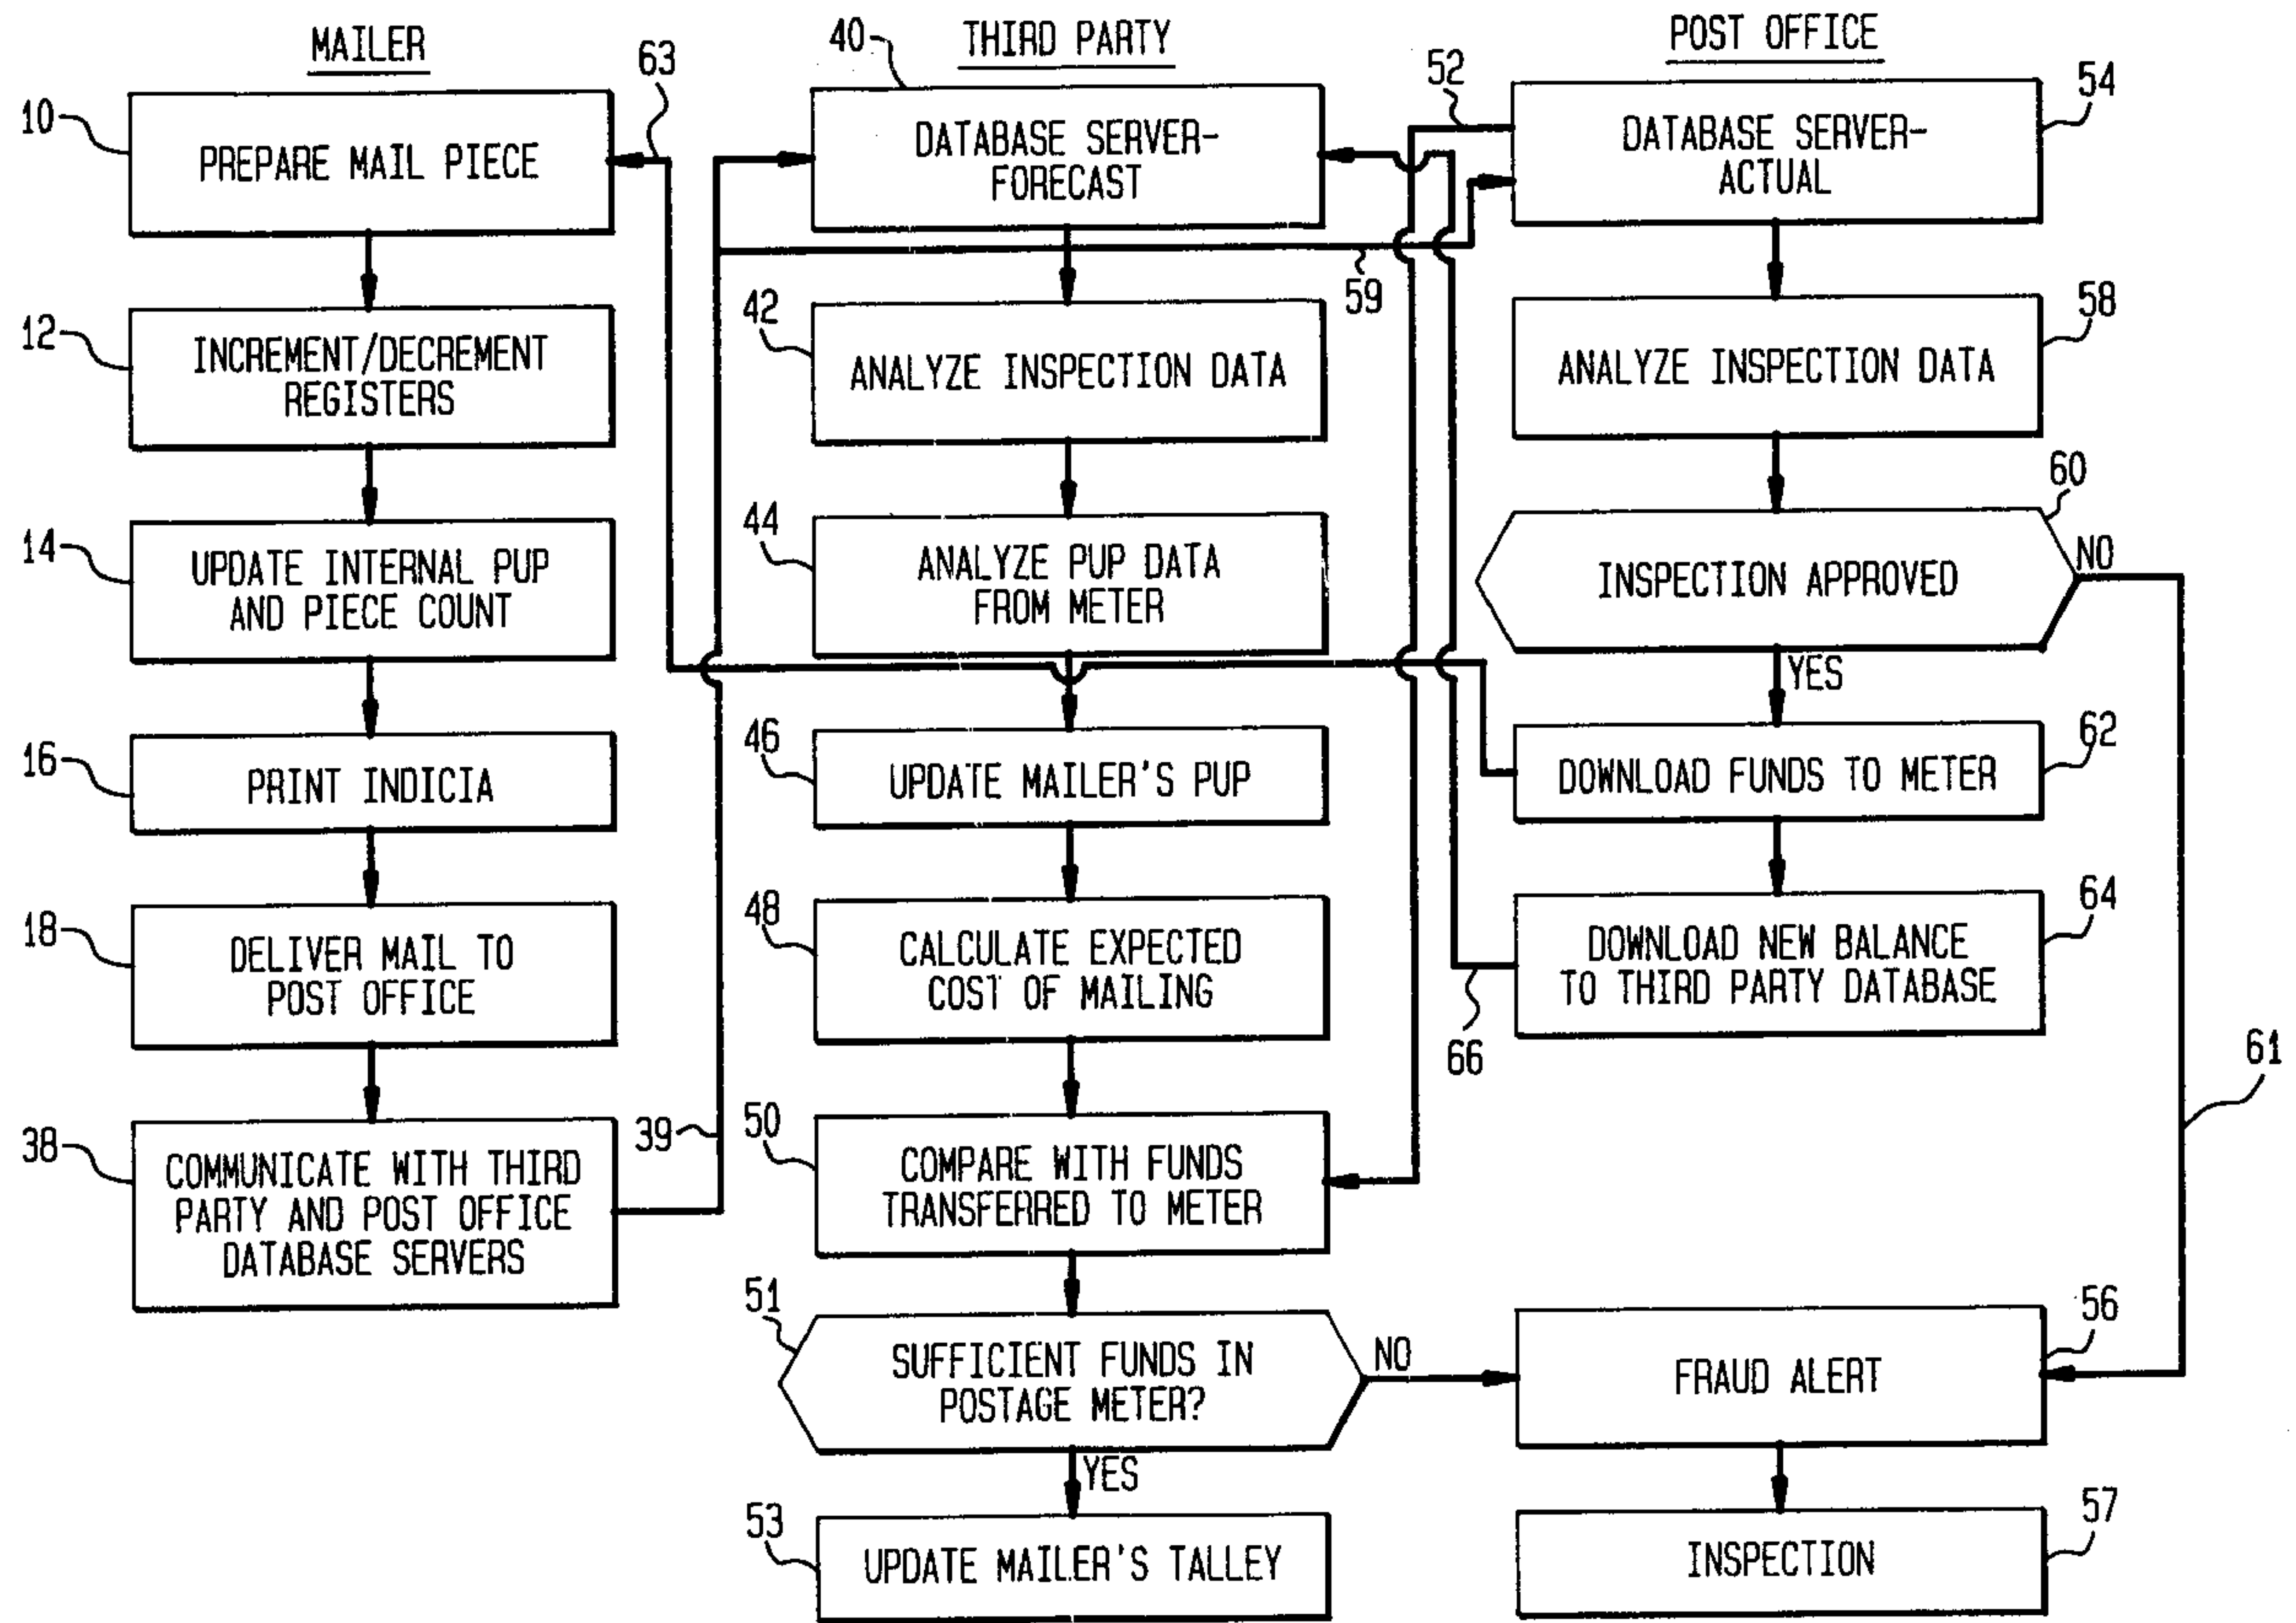 MAILER
10
PREPARE MAIL PIECE
63
12
INCREMENT/DECREMENT
REGISTERS
14
UPDATE INTERNAL PUP
AND PIECE COUNT
16
PRINT INDICIA
18
DELIVER MAIL TO
POST OFFICE
38
COMMUNICATE WITH THIRD
PARTY AND POST OFFICE
DATABASE SERVERS
39
THIRD PARTY
40
DATABASE SERVER-
FORECAST
59
42
ANALYZE INSPECTION DATA
44
ANALYZE PUP DATA
FROM METER
46
UPDATE MAILER'S PUP
48
CALCULATE EXPECTED
COST OF MAILING
50
COMPARE WITH FUNDS
TRANSFERRED TO METER
51
SUFFICIENT FUNDS IN
POSTAGE METER?
NO
YES
53
UPDATE MAILER'S TALLEY
POST OFFICE
52
54
DATABASE SERVER-
ACTUAL
58
ANALYZE INSPECTION DATA
60
INSPECTION APPROVED
NO
YES
62
DOWNLOAD FUNDS TO METER
64
DOWNLOAD NEW BALANCE
TO THIRD PARTY DATABASE
66
61
56
FRAUD ALERT
57
INSPECTION